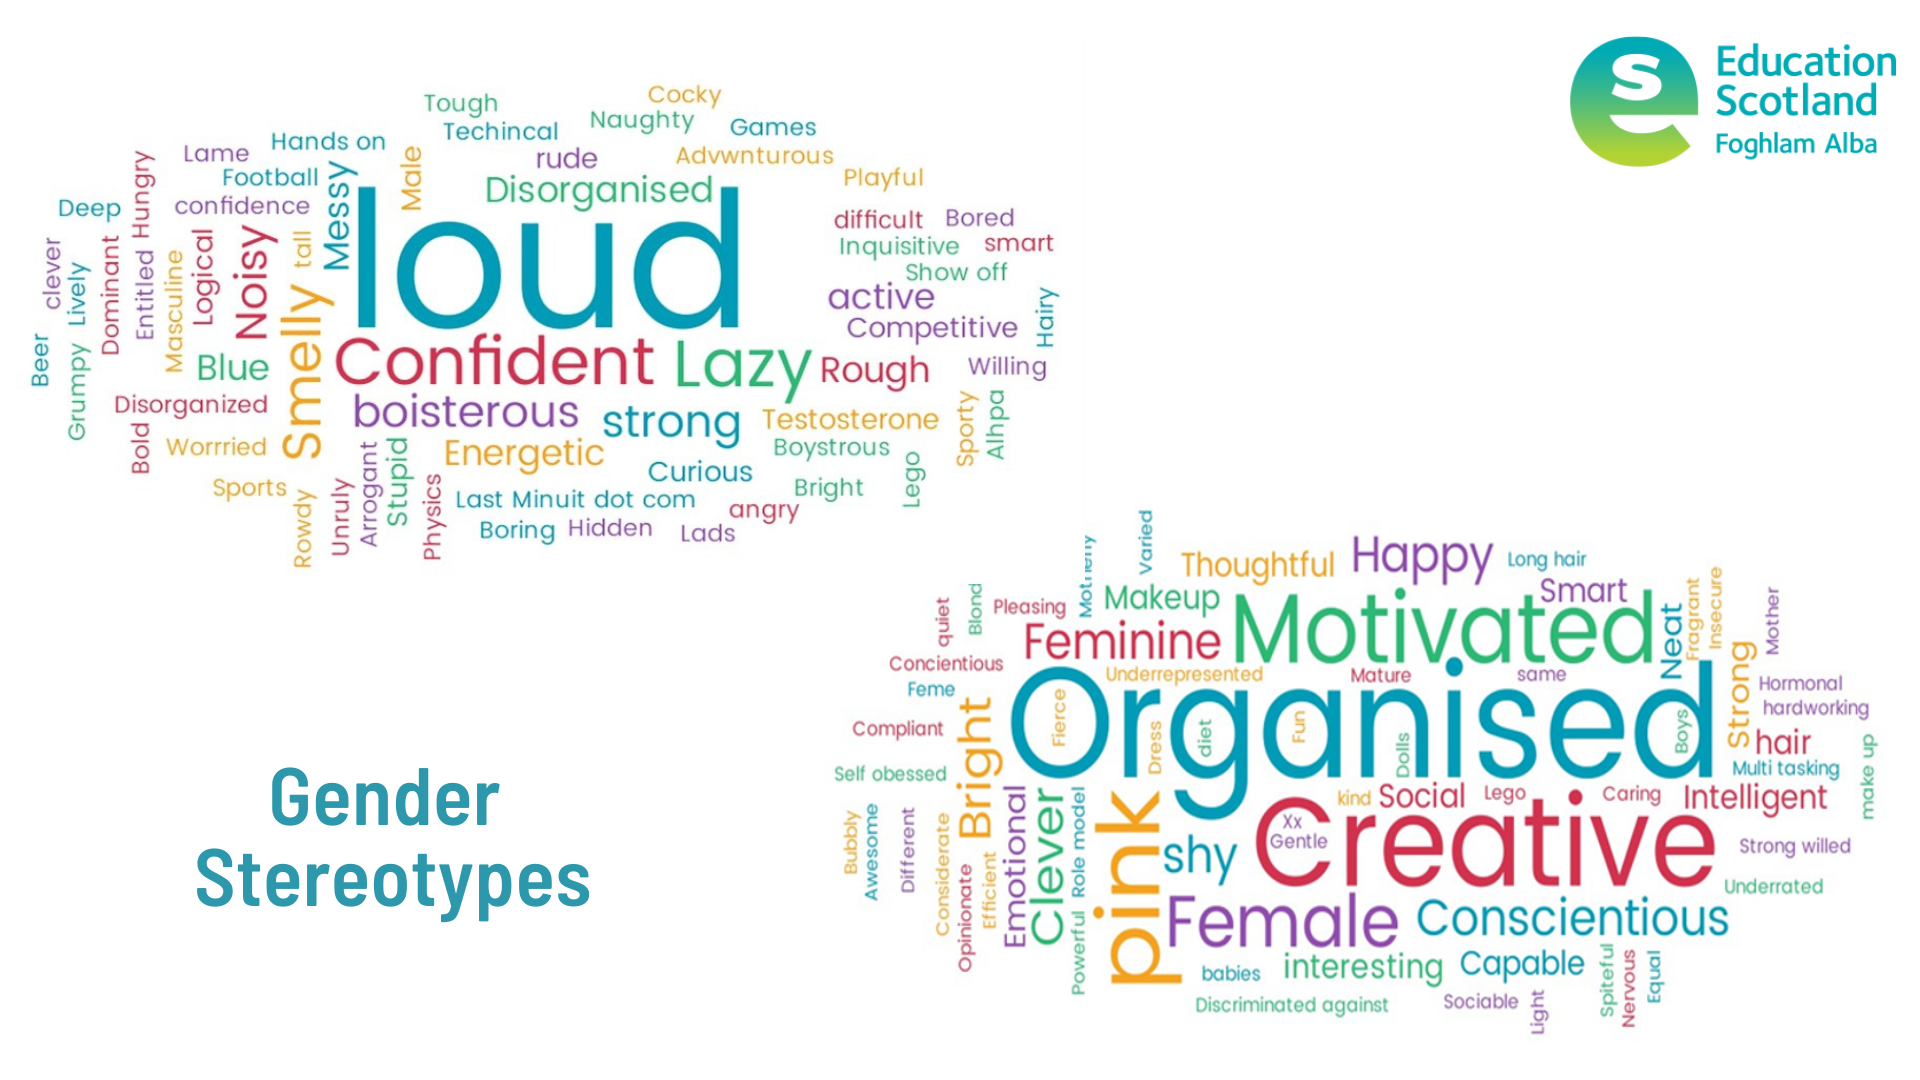 Education
Scotland
Foghlam Alba
Cocky
Tough
Naughty
Games
Techincal
Hands on
Lame
rude
Advwnturous
Football
Male
Playful
Hungry
Messy
Disorganised
Deep
confidence
difficult
Bored
loud
Inquisitive
smart
Show off
clever
Lively
Dominant
Entitled
Masculine
Logical
Noisy
tall
active
Competitive
Hairy
Beer
Grumpy
Blue
Smelly
Confident
Lazy
Rough
Willing
Disorganized
boisterous
strong
Testosterone
Sporty
Alhpa
Bold
Worrried
Energetic
Boystrous
Curious
Lego
Sports
Bright
Rowdy
Unruly
Arrogant
Stupid
Physics
Last Minuit dot com
angry
Boring
Hidden
Lads
Varied
Motherly
Thoughtful
Happy
Long hair
Smart
Fragrant
Insecure
Mother
quiet
Blond
Pleasing
Makeup
Feminine
Motivated
Neat
Concientious
Underrepresented
Mature
same
Feme
Organised
Strong
Hormonal
hardworking
Compliant
Bright
Fierce
Dress
diet
Fun
Dolls
Boys
hair
Multi tasking
make up
Self obessed
kind
Social
Lego
Caring
Intelligent
Bubbly
Awesome
Different
Considerate
Opinionate
Efficient
Emotional
Clever
Role model
Powerful
pink
shy
Xx
Gentle
Creative
Strong willed
Underrated
Female
Conscientious
babies
interesting
Capable
Spiteful
Nervous
Equal
Discriminated against
Sociable
Light
Gender
Stereotypes